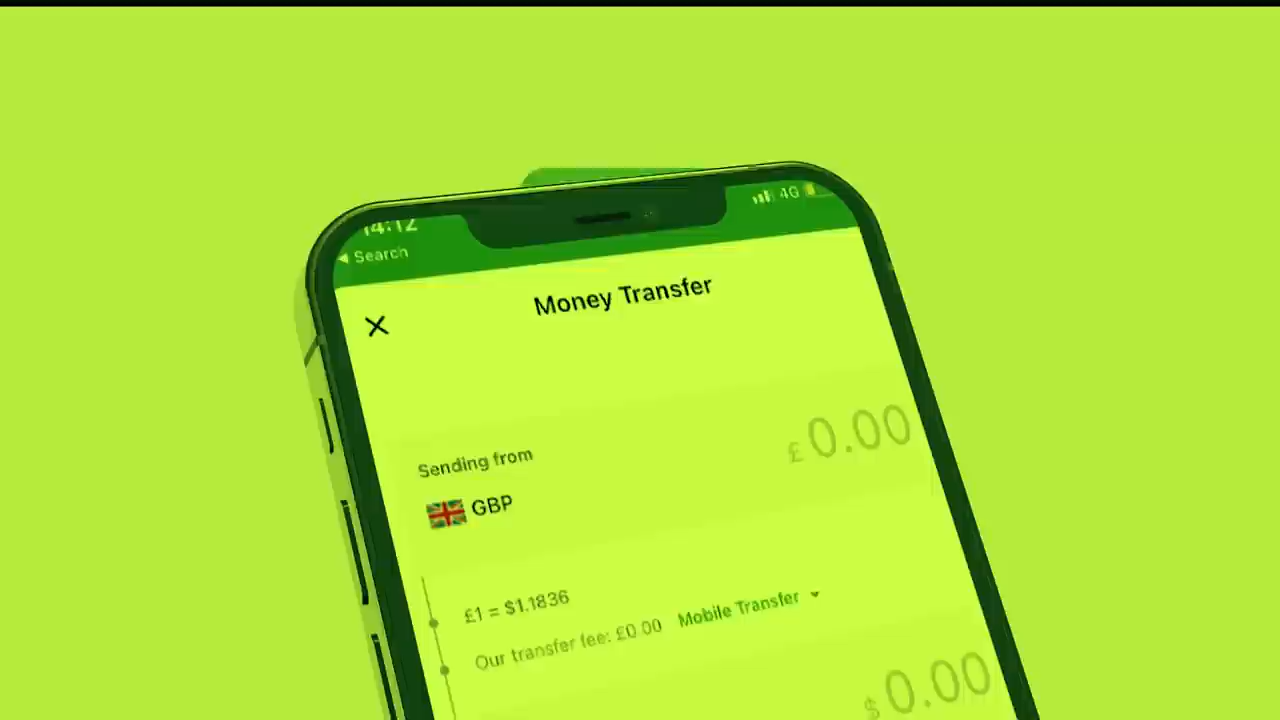 14:12
4G
◀ Search
Money Transfer
£ 0.00
Sending from
GBP
£1 = $1.1836
Our transfer fee: £0.00 Mobile Transfer
$ 0.00